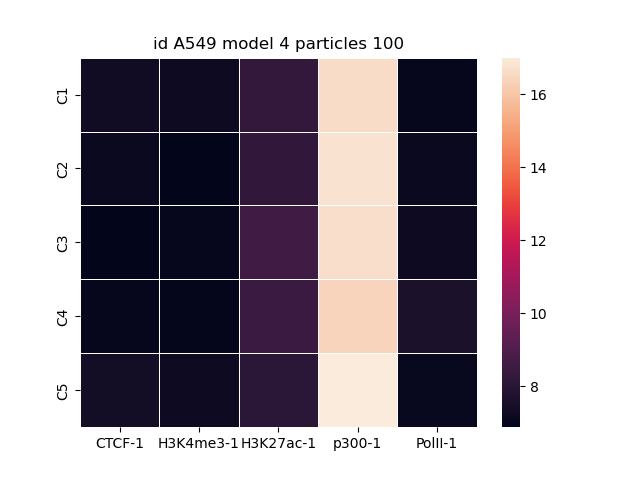 id A549 model 4 particles 100
C1
C2
C3
C4
C5
CTCF-1 H3K4me3-1 H3K27ac-1 p300-1 PolII-1
16
14
12
10
8